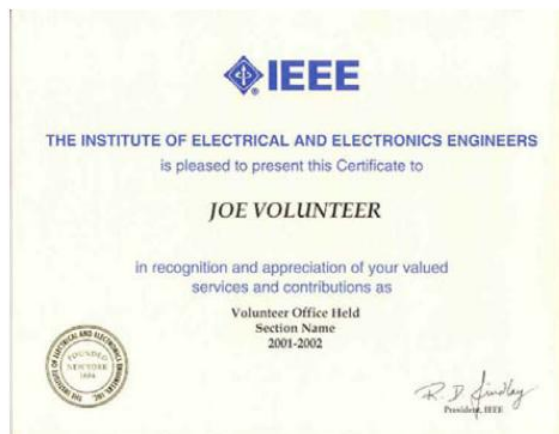 IEEE
®
THE INSTITUTE OF ELECTRICAL AND ELECTRONICS ENGINEERS
is pleased to present this Certificate to
JOE VOLUNTEER
in recognition and appreciation of your valued
services and contributions as
Volunteer Office Held
Section Name
2001-2002
THE INSTITUTE OF ELECTRICAL AND ELECTRONICS ENGINEERS, INC.
FOUNDED
NEW YORK
1884
R. D. Findlay
President, IEEE